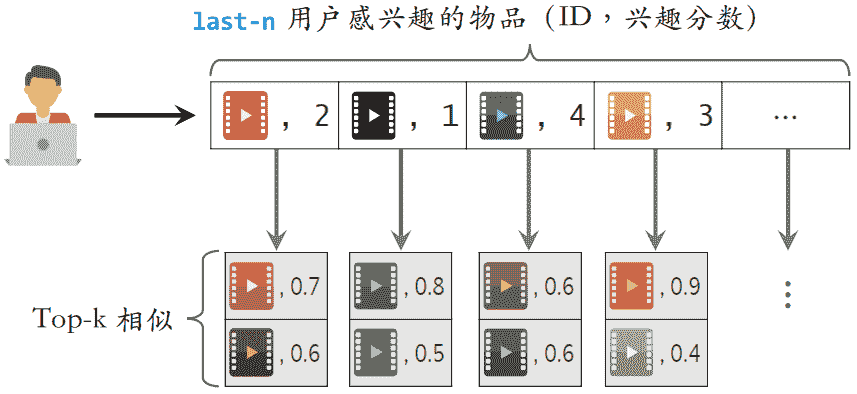 last-n 用户感兴趣的物品（ID，兴趣分数）
, 2 , 1 , 4 , 3 ...
Top-k 相似
, 0.7 , 0.8 , 0.6 , 0.9
, 0.6 , 0.5 , 0.6 , 0.4